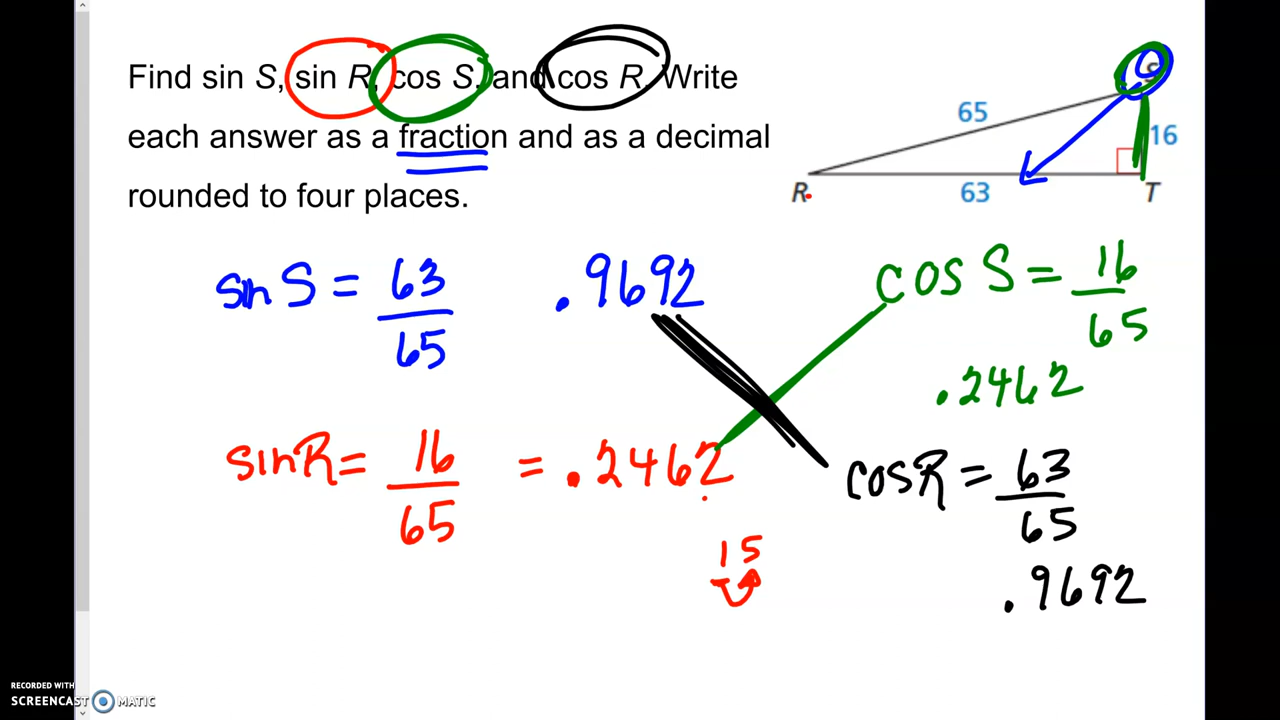 Find sin S, sin R, cos S, and cos R. Write
each answer as a fraction and as a decimal
rounded to four places.
S
65
16
R
63
T
sin S = 63/65 .9692
cos S = 16/65
.2462
sin R = 16/65 = .2462
cos R = 63/65
.9692
15
RECORDED WITH
SCREENCAST MATIC